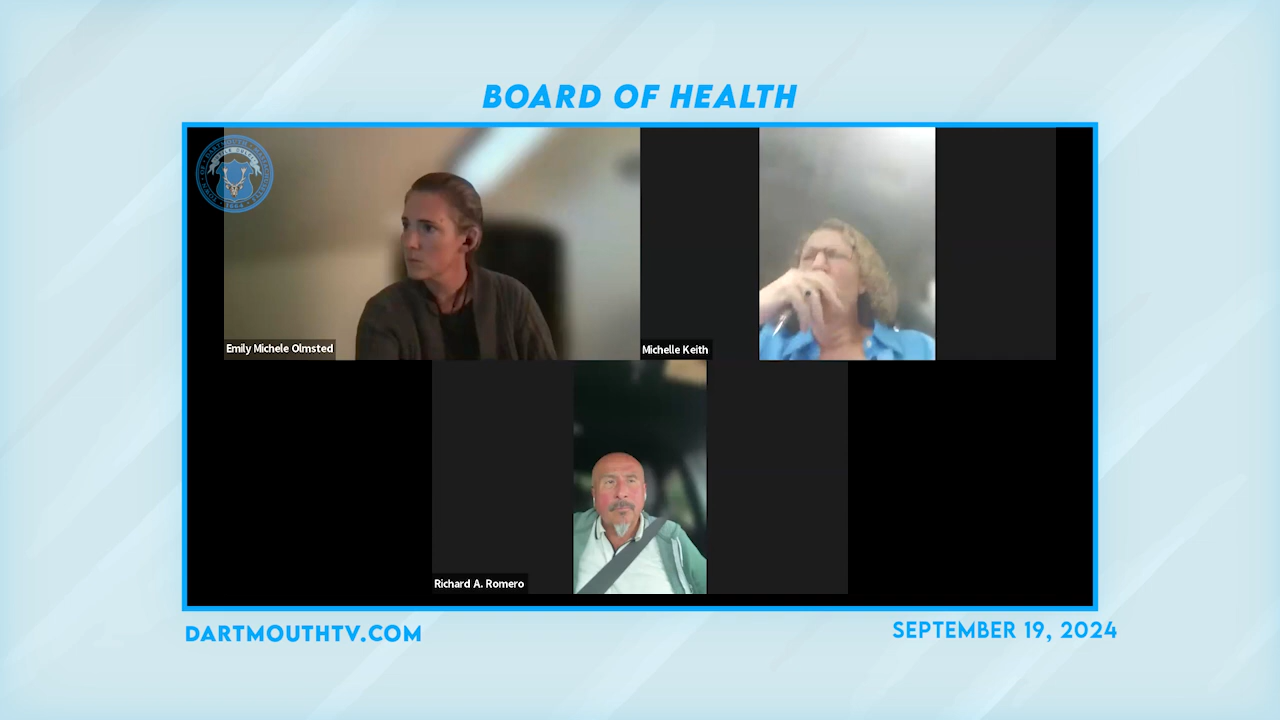 BOARD OF HEALTH
Emily Michele Olmsted
Michelle Keith
Richard A. Romero
DARTMOUTHTV.COM
SEPTEMBER 19, 2024